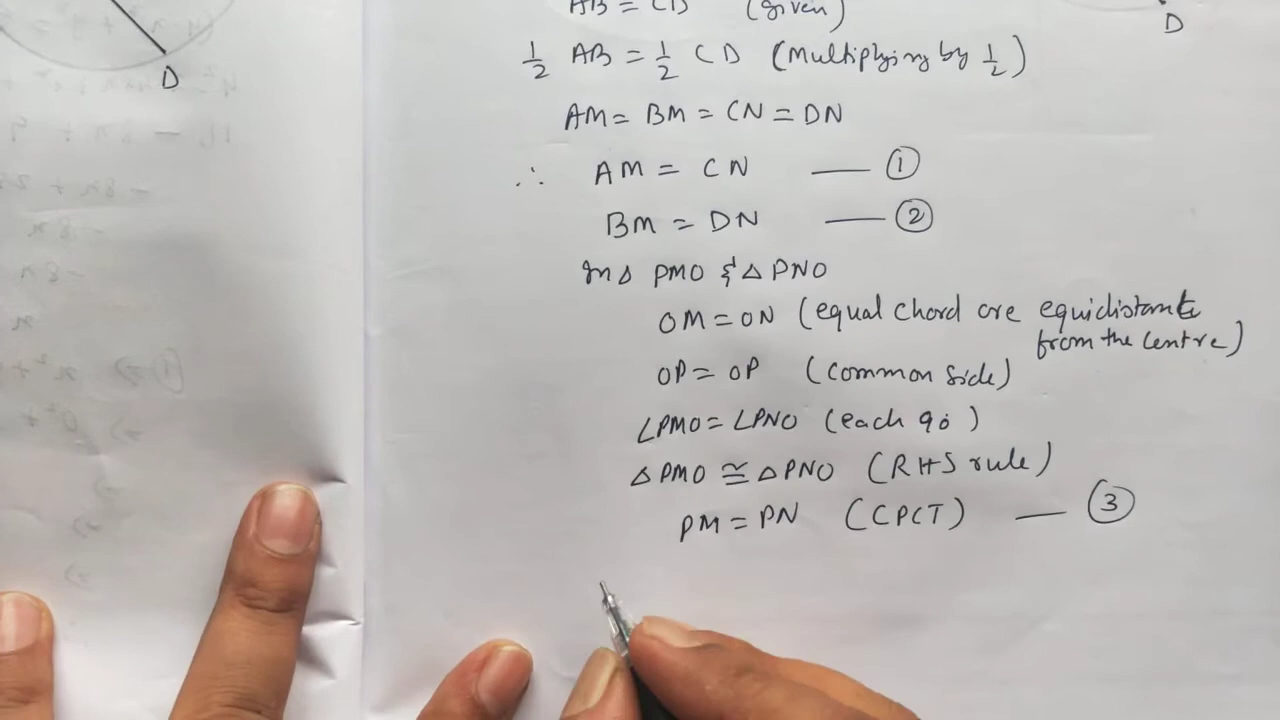 D
D
AB = CD (given)
1/2 AB = 1/2 CD (Multiplying by 1/2)
AM = BM = CN = DN
∴ AM = CN —— ①
BM = DN —— ②
In Δ PMO & Δ PNO
OM = ON (equal chord are equidistante
from the centre)
OP = OP (common side)
∠PMO = ∠PNO (each 90°)
Δ PMO ≅ Δ PNO (RHS rule)
PM = PN (CPCT) —— ③